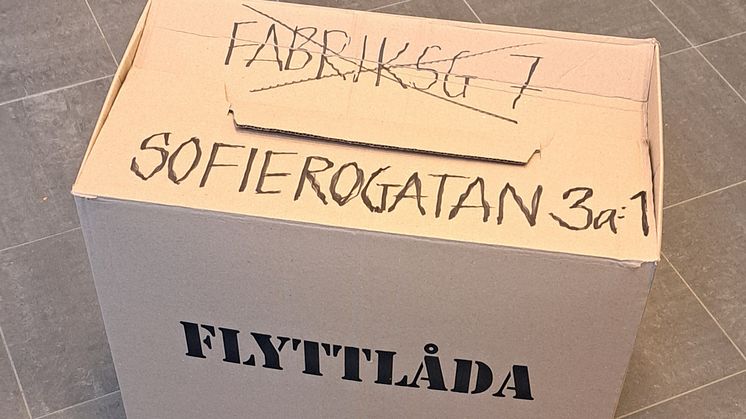 FABRIKSG 7
SOFIEROGATAN 3a:1
FLYTTLÅDA